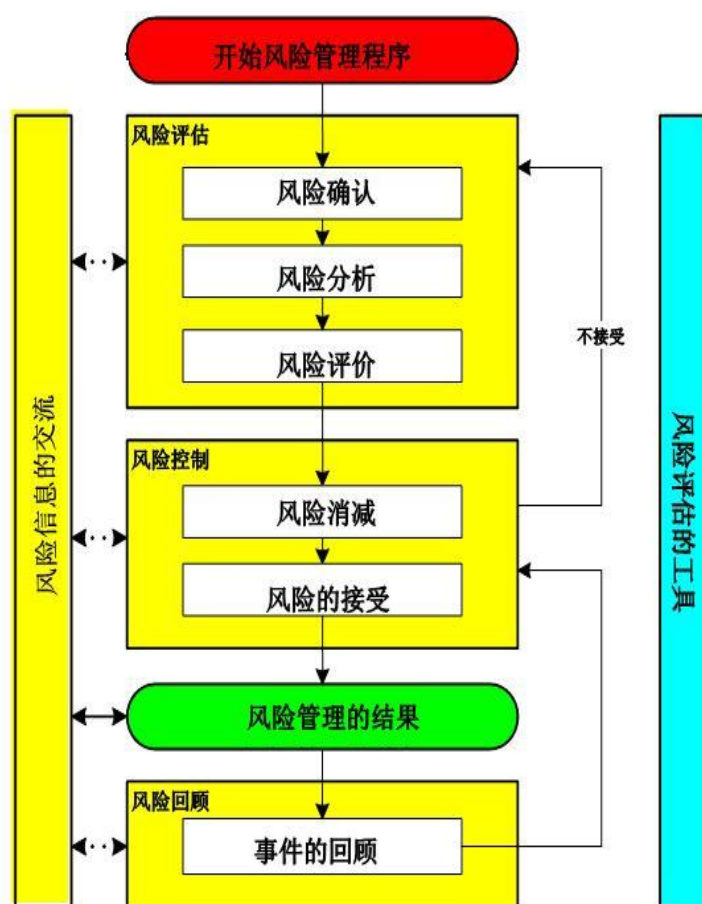 开始风险管理程序
风险评估
风险确认
风险分析
风险评价
不接受
风险控制
风险消减
风险的接受
风险管理的结果
风险回顾
事件的回顾
风险信息的交流
风险评估的工具